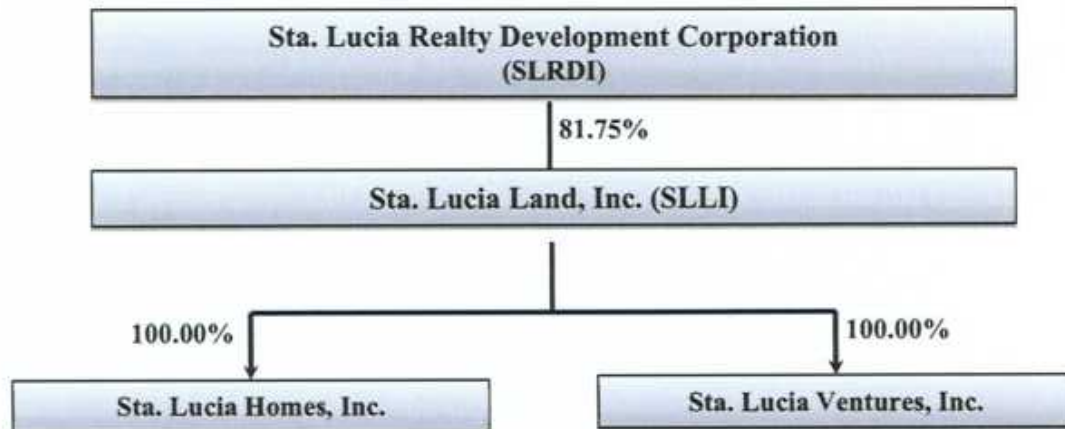 Sta. Lucia Realty Development Corporation
(SLRDI)
81.75%
Sta. Lucia Land, Inc. (SLLI)
100.00%
100.00%
Sta. Lucia Homes, Inc.
Sta. Lucia Ventures, Inc.